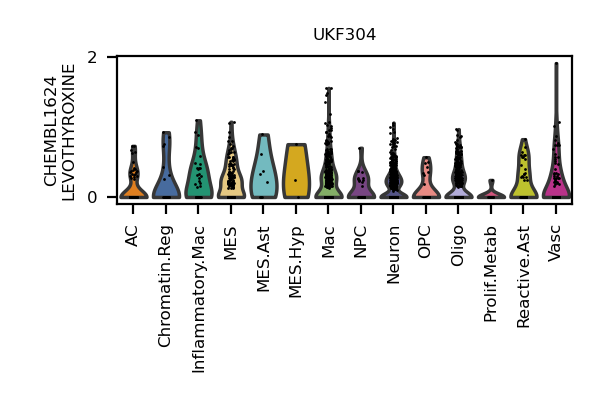 UKF304
CHEMBL1624
LEVOTHYROXINE
2
0
AC
Chromatin.Reg
Inflammatory.Mac
MES
MES.Ast
MES.Hyp
Mac
NPC
Neuron
OPC
Oligo
Prolif.Metab
Reactive.Ast
Vasc